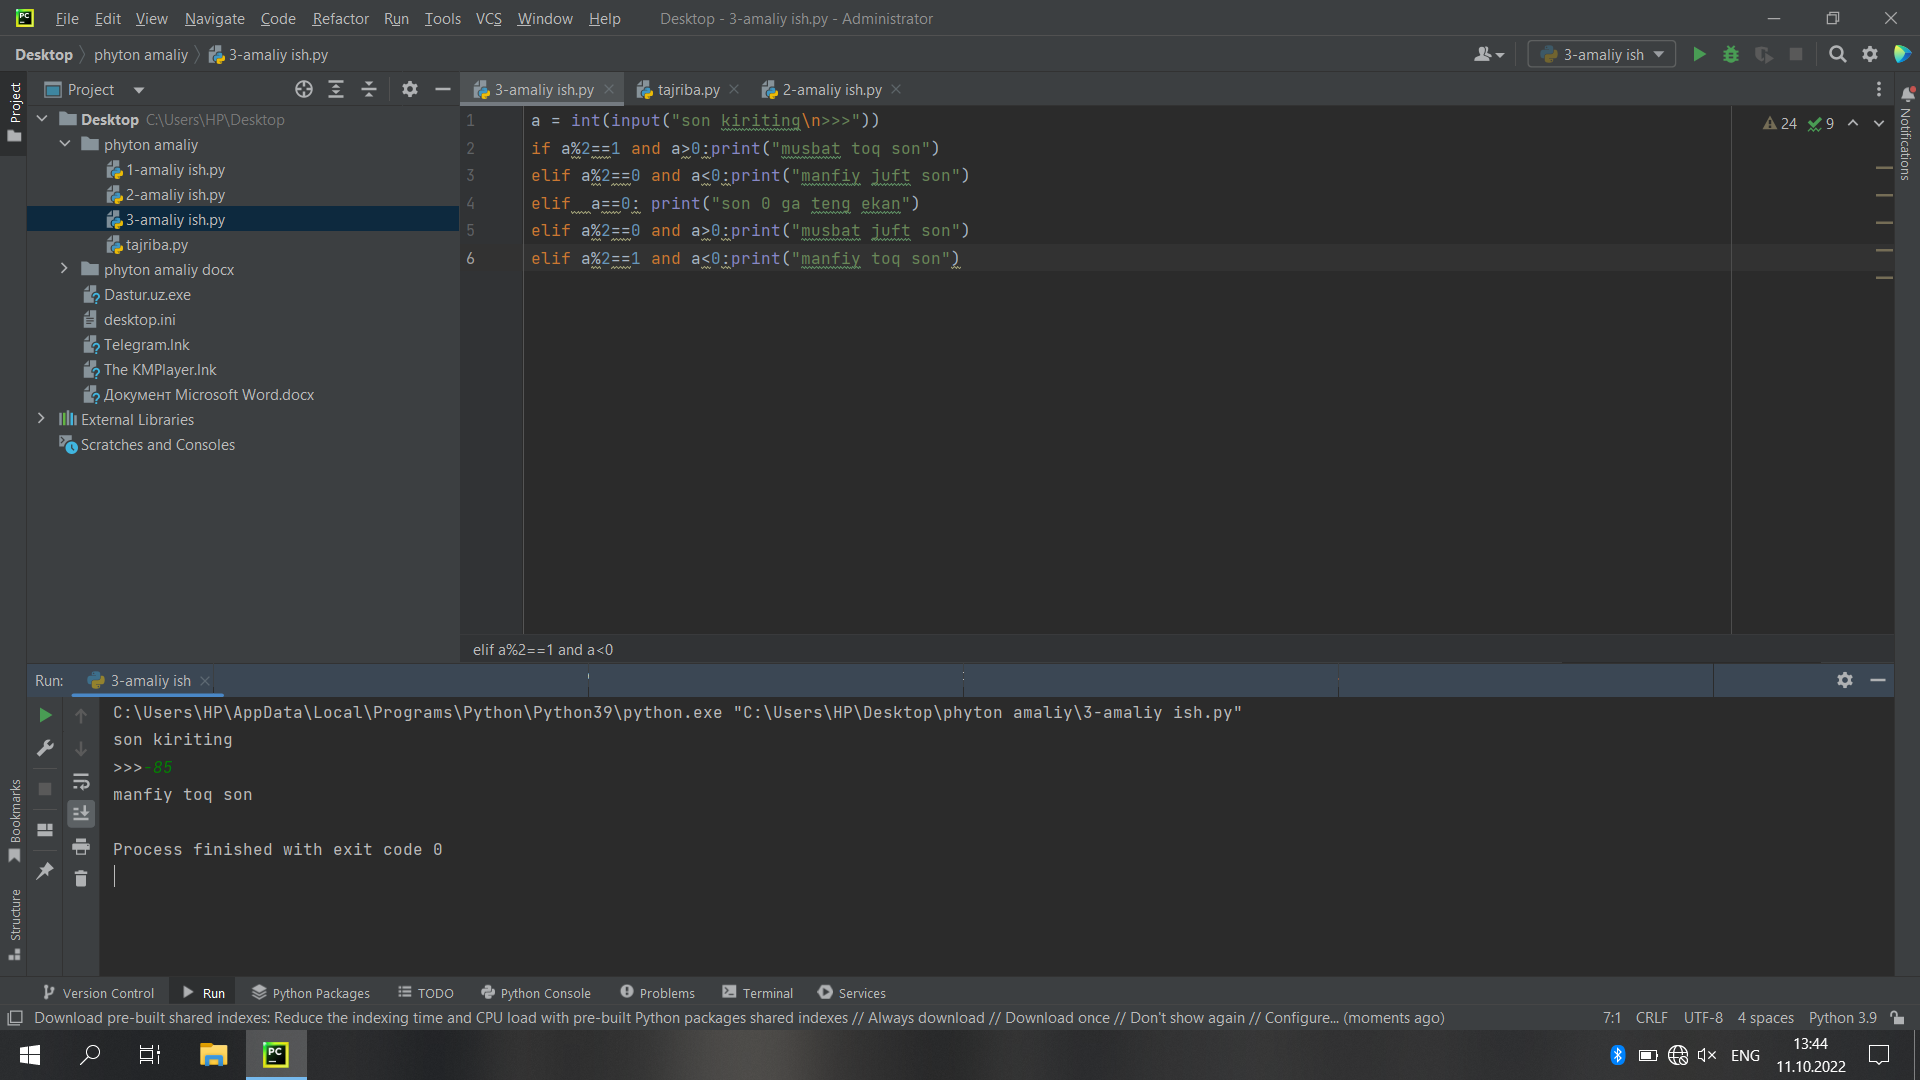 File Edit View Navigate Code Refactor Run Tools VCS Window Help Desktop - 3-amaliy ish.py - Administrator
Desktop phyton amaliy 3-amaliy ish.py 3-amaliy ish
Project
Project
3-amaliy ish.py tajriba.py 2-amaliy ish.py
Notifications
Desktop C:\Users\HP\Desktop
phyton amaliy
1-amaliy ish.py
2-amaliy ish.py
3-amaliy ish.py
tajriba.py
phyton amaliy docx
Dastur.uz.exe
desktop.ini
Telegram.lnk
The KMPlayer.lnk
Документ Microsoft Word.docx
External Libraries
Scratches and Consoles
1 a = int(input("son kiriting\n>>>"))
2 if a%2==1 and a>0:print("musbat toq son")
3 elif a%2==0 and a<0:print("manfiy juft son")
4 elif  a==0: print("son 0 ga teng ekan")
5 elif a%2==0 and a>0:print("musbat juft son")
6 elif a%2==1 and a<0:print("manfiy toq son")
24 9
elif a%2==1 and a<0
Run: 3-amaliy ish
C:\Users\HP\AppData\Local\Programs\Python\Python39\python.exe "C:\Users\HP\Desktop\phyton amaliy\3-amaliy ish.py"
son kiriting
>>>-85
manfiy toq son
Process finished with exit code 0
Bookmarks
Structure
Version Control Run Python Packages TODO Python Console Problems Terminal Services
Download pre-built shared indexes: Reduce the indexing time and CPU load with pre-built Python packages shared indexes // Always download // Download once // Don't show again // Configure... (moments ago) 7:1 CRLF UTF-8 4 spaces Python 3.9
PC
ENG
13:44
11.10.2022